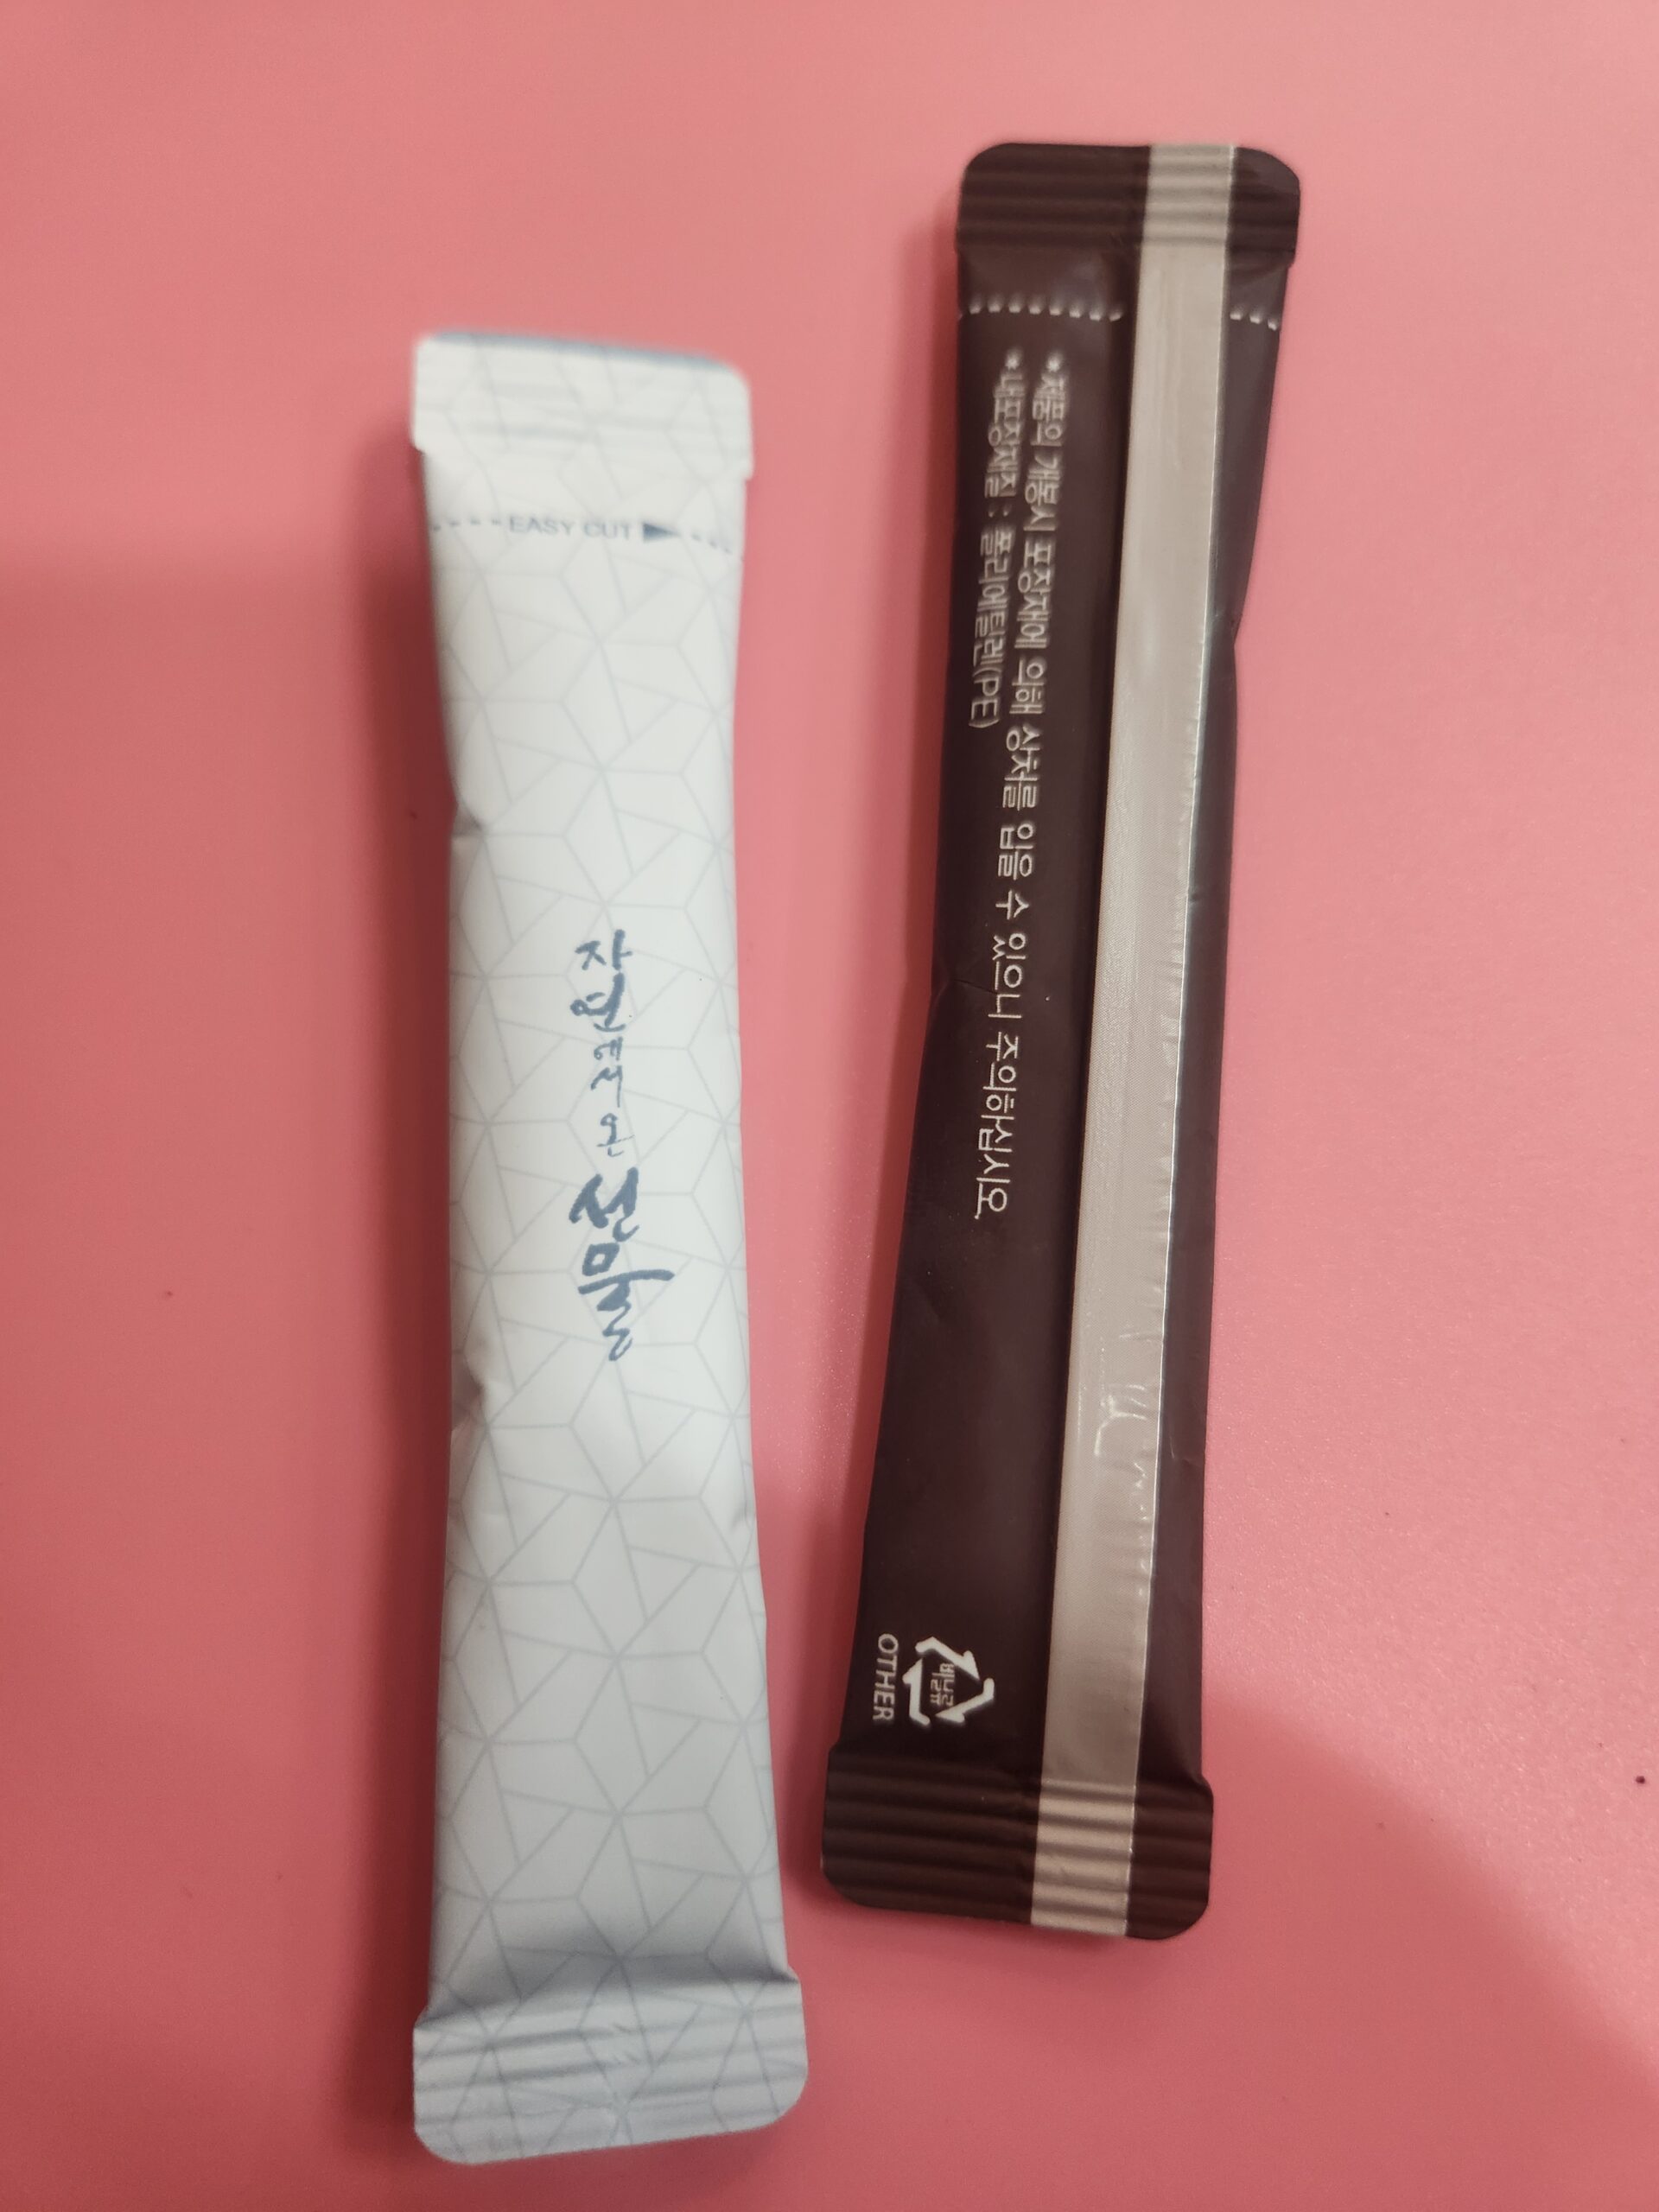 EASY CUT
자연에서 온 선물
*제품의 개봉시 포장재에 의해 상처를 입을 수 있으니 주의하십시오.
*내포장재질 : 폴리에틸렌(PE)
비닐류
OTHER